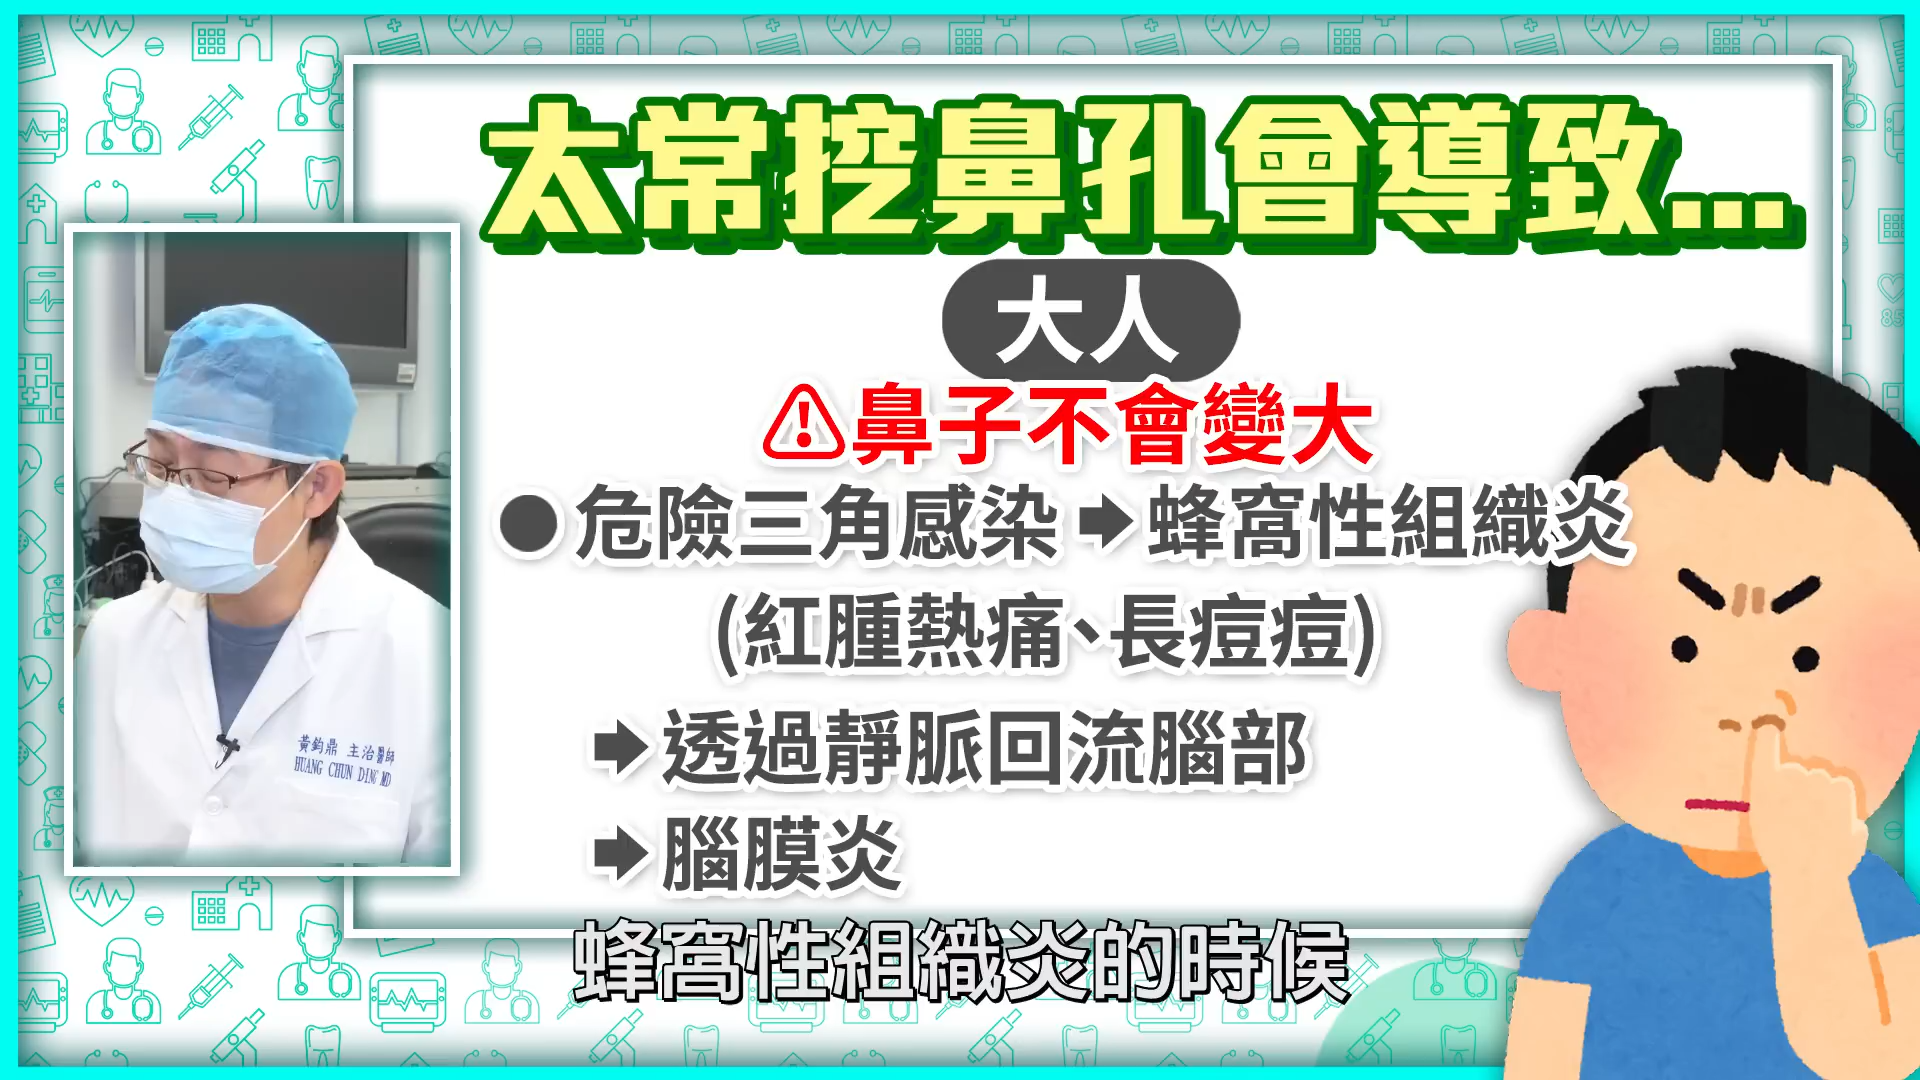 太常挖鼻孔會導致...
大人
鼻子不會變大
●危險三角感染➡蜂窩性組織炎
(紅腫熱痛、長痘痘)
➡透過靜脈回流腦部
➡腦膜炎
黃鈞鼎 主治醫師
HUANG CHUN DING MD
蜂窩性組織炎的時候